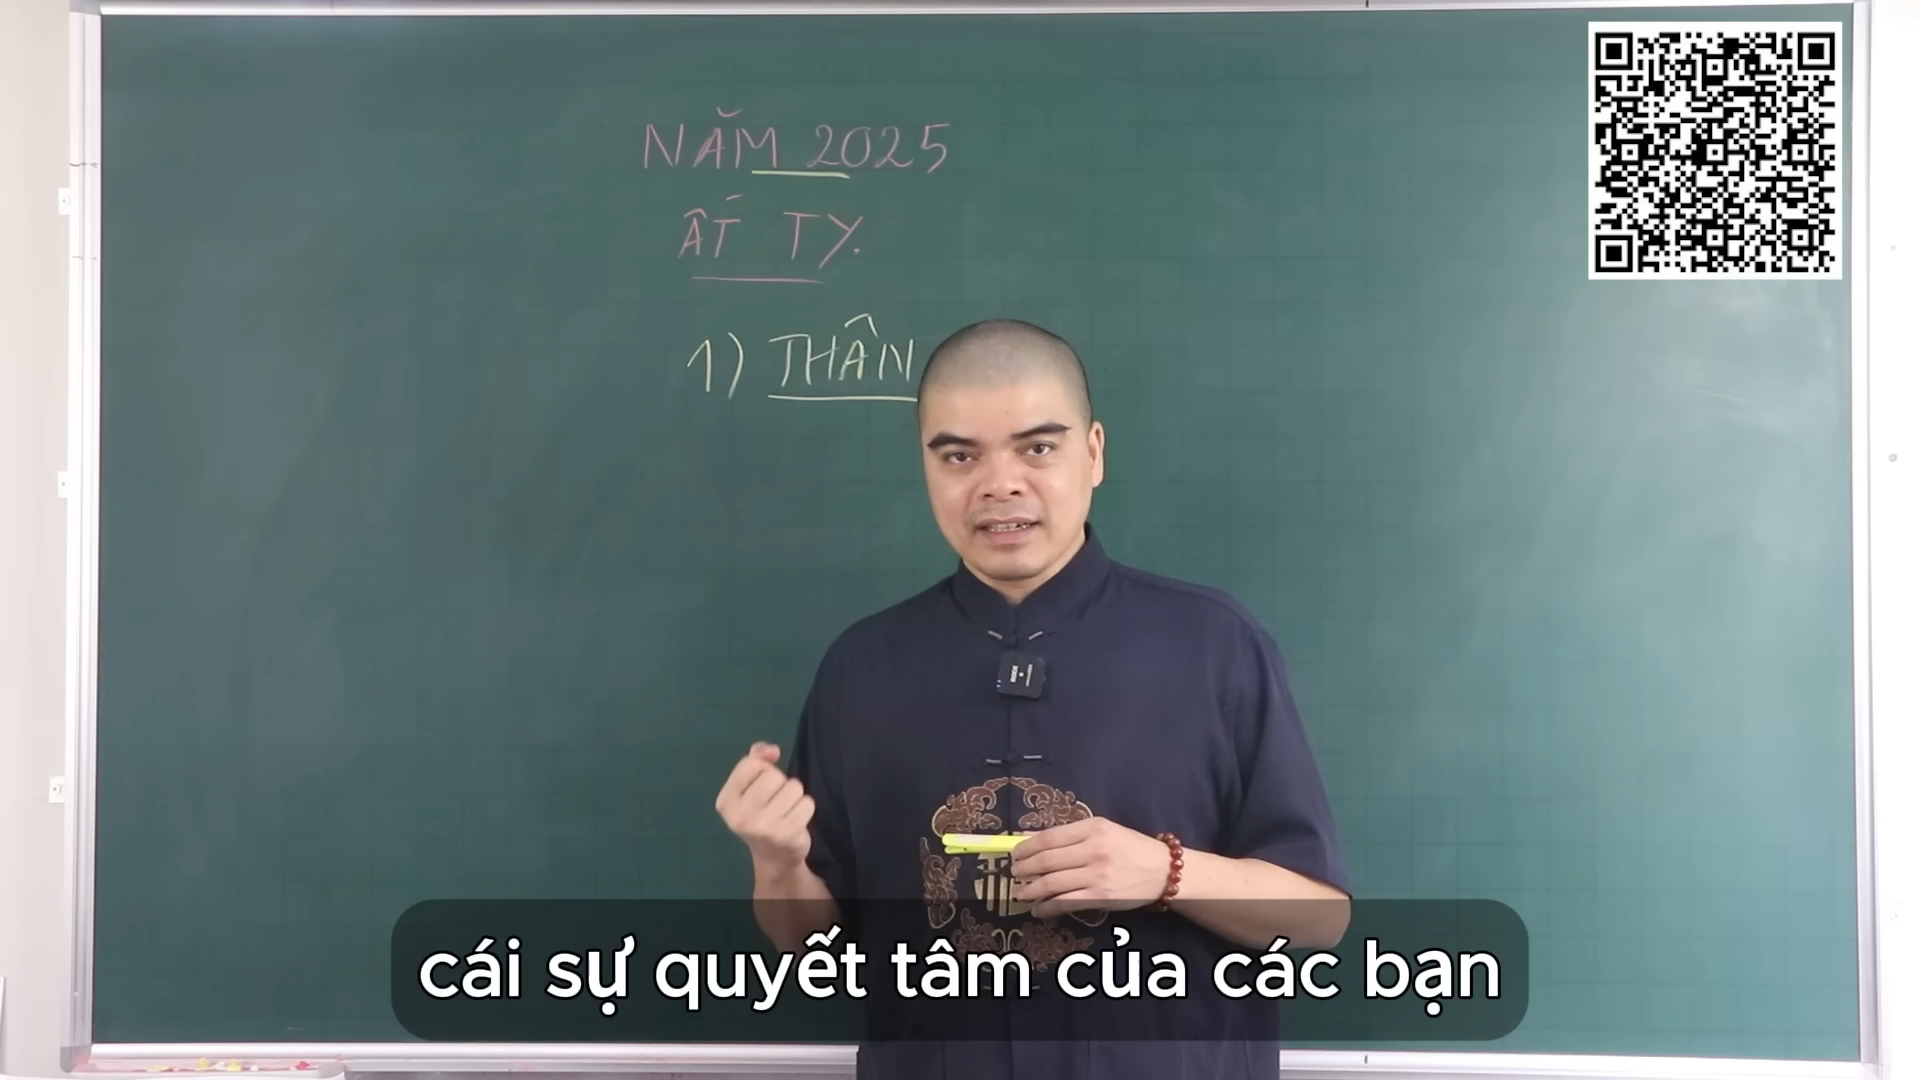 NĂM 2025
ẤT TỴ.
1) THÂN
cái sự quyết tâm của các bạn